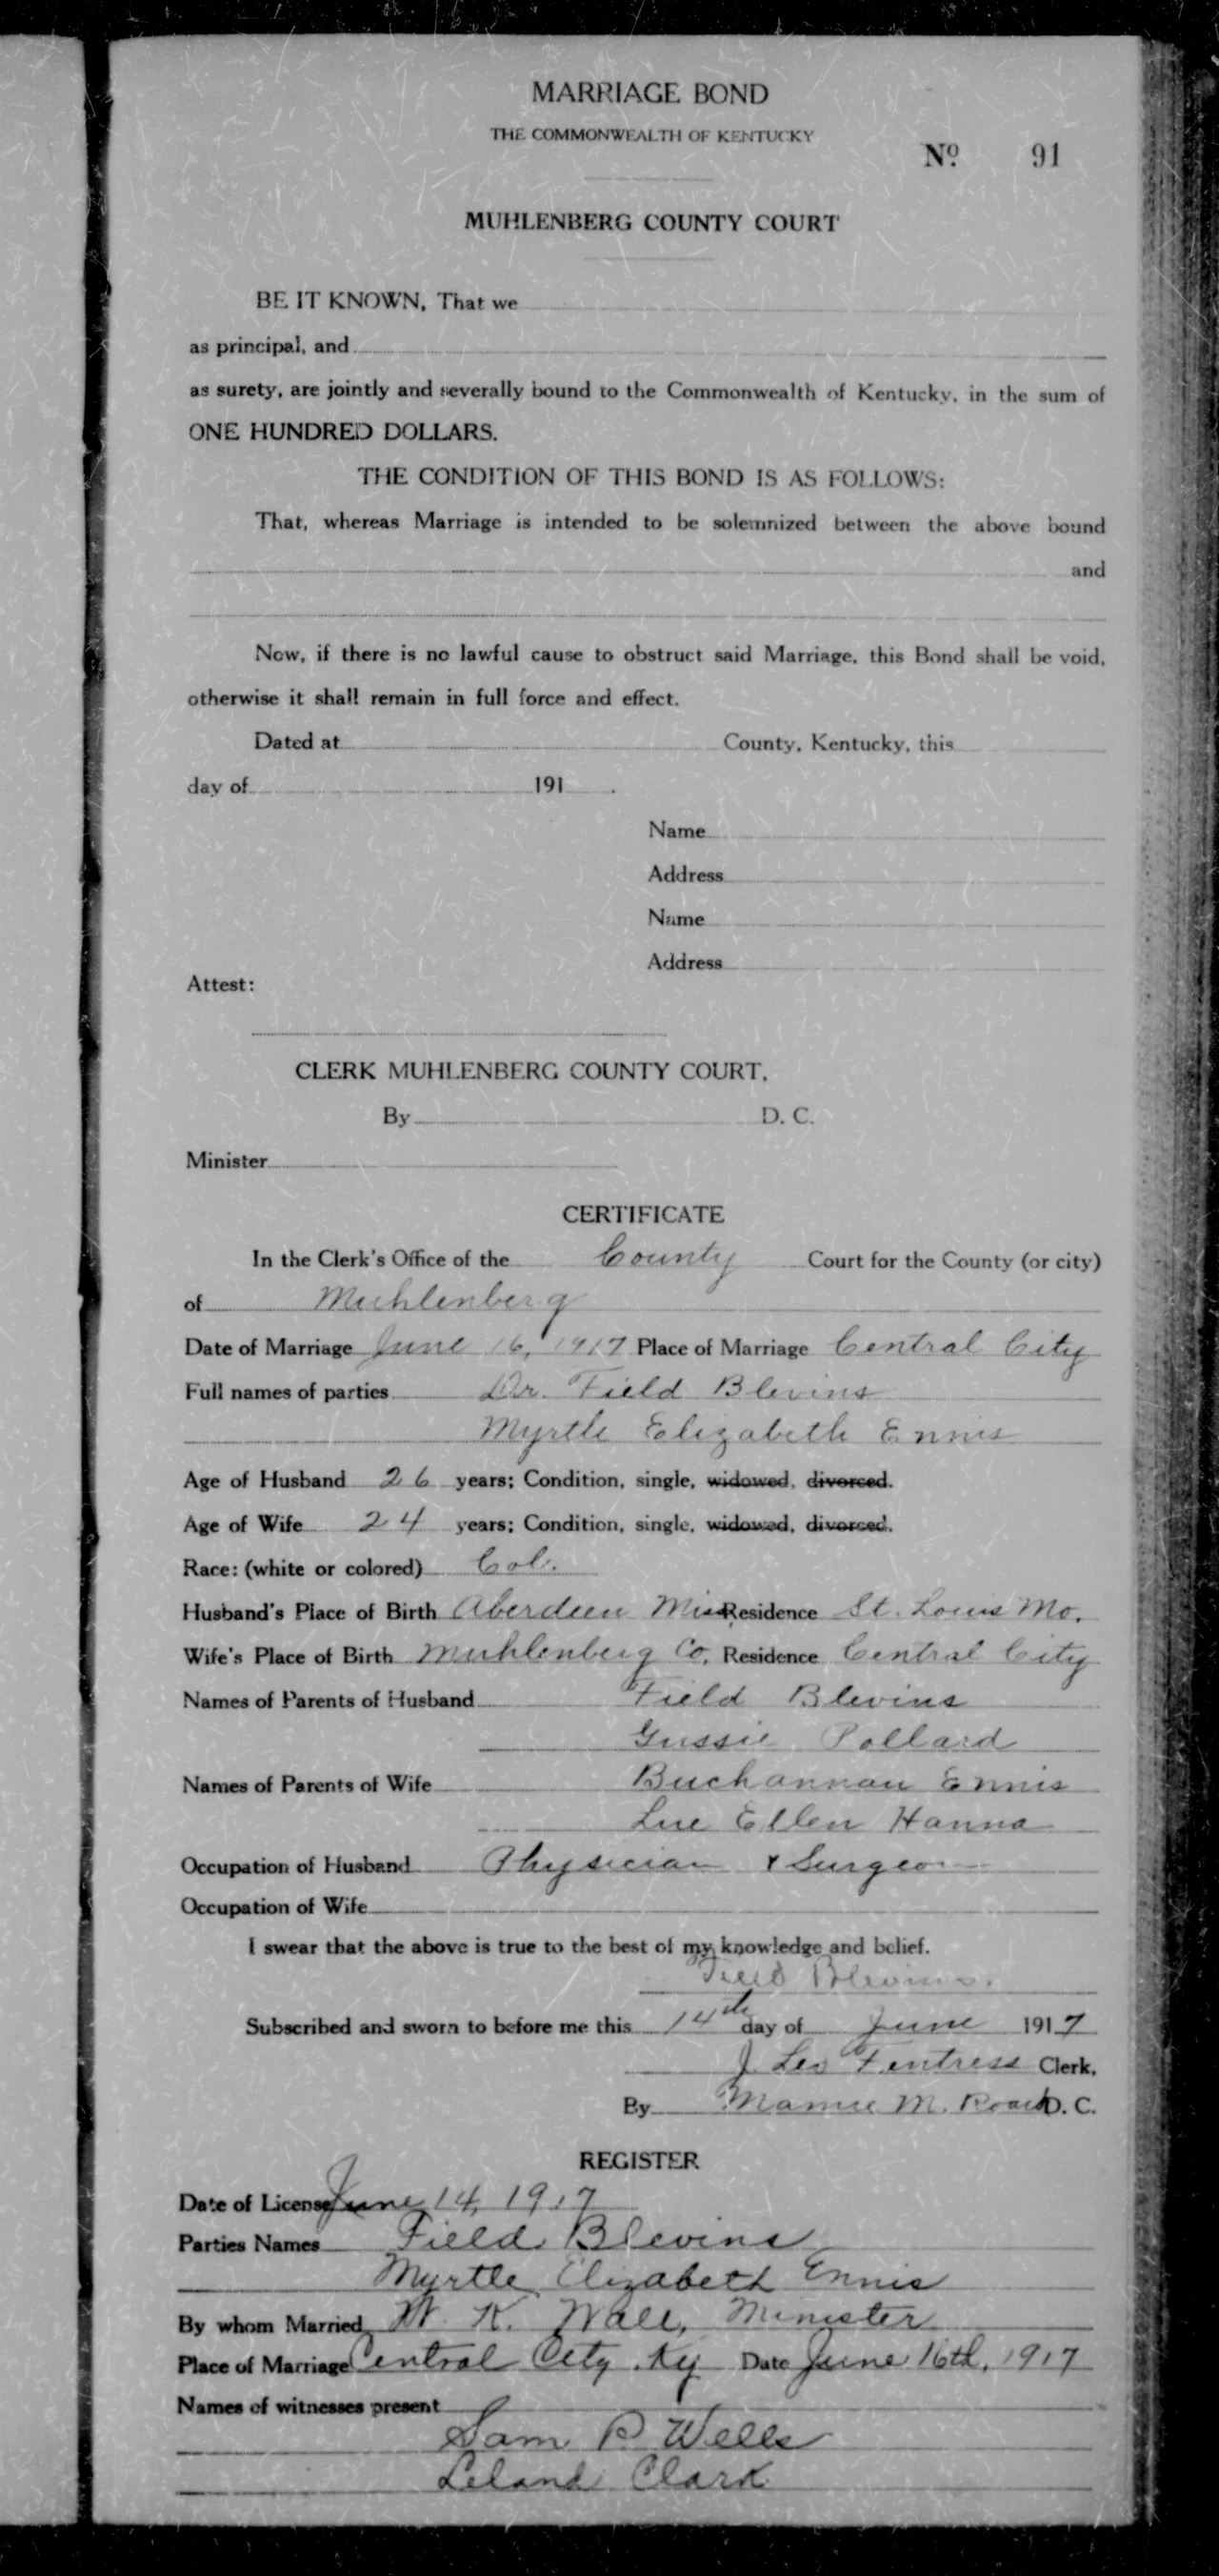 MARRIAGE BOND
THE COMMONWEALTH OF KENTUCKY
No. 91
MUHLENBERG COUNTY COURT
BE IT KNOWN, That we
as principal, and
as surety, are jointly and severally bound to the Commonwealth of Kentucky, in the sum of
ONE HUNDRED DOLLARS.
THE CONDITION OF THIS BOND IS AS FOLLOWS:
That, whereas Marriage is intended to be solemnized between the above bound
and
Now, if there is no lawful cause to obstruct said Marriage, this Bond shall be void,
otherwise it shall remain in full force and effect.
Dated at County, Kentucky, this
day of 191 .
Name
Address
Name
Address
Attest:
CLERK MUHLENBERG COUNTY COURT,
By D. C.
Minister
CERTIFICATE
In the Clerk's Office of the County Court for the County (or city)
of Muhlenberg
Date of Marriage June 16, 1917 Place of Marriage Central City
Full names of parties Dr. Field Blevins
Myrtle Elizabeth Ennis
Age of Husband 26 years; Condition, single, widowed, divorced.
Age of Wife 24 years; Condition, single, widowed, divorced.
Race: (white or colored) Col.
Husband's Place of Birth Aberdeen Miss. Residence St. Louis Mo.
Wife's Place of Birth Muhlenberg Co. Residence Central City
Names of Parents of Husband Field Blevins
Gussie Pollard
Names of Parents of Wife Buchannan Ennis
Lue Ellen Hanna
Occupation of Husband Physician & Surgeon
Occupation of Wife
I swear that the above is true to the best of my knowledge and belief.
Field Blevins.
Subscribed and sworn to before me this 14th day of June 1917
J Leo Fentress Clerk,
By Mamie M. Roark D. C.
REGISTER
Date of License June 14, 1917
Parties Names Field Blevins
Myrtle Elizabeth Ennis
By whom Married W. K. Wall, Minister
Place of Marriage Central City, Ky Date June 16th, 1917
Names of witnesses present
Sam P Wells
Leland Clark